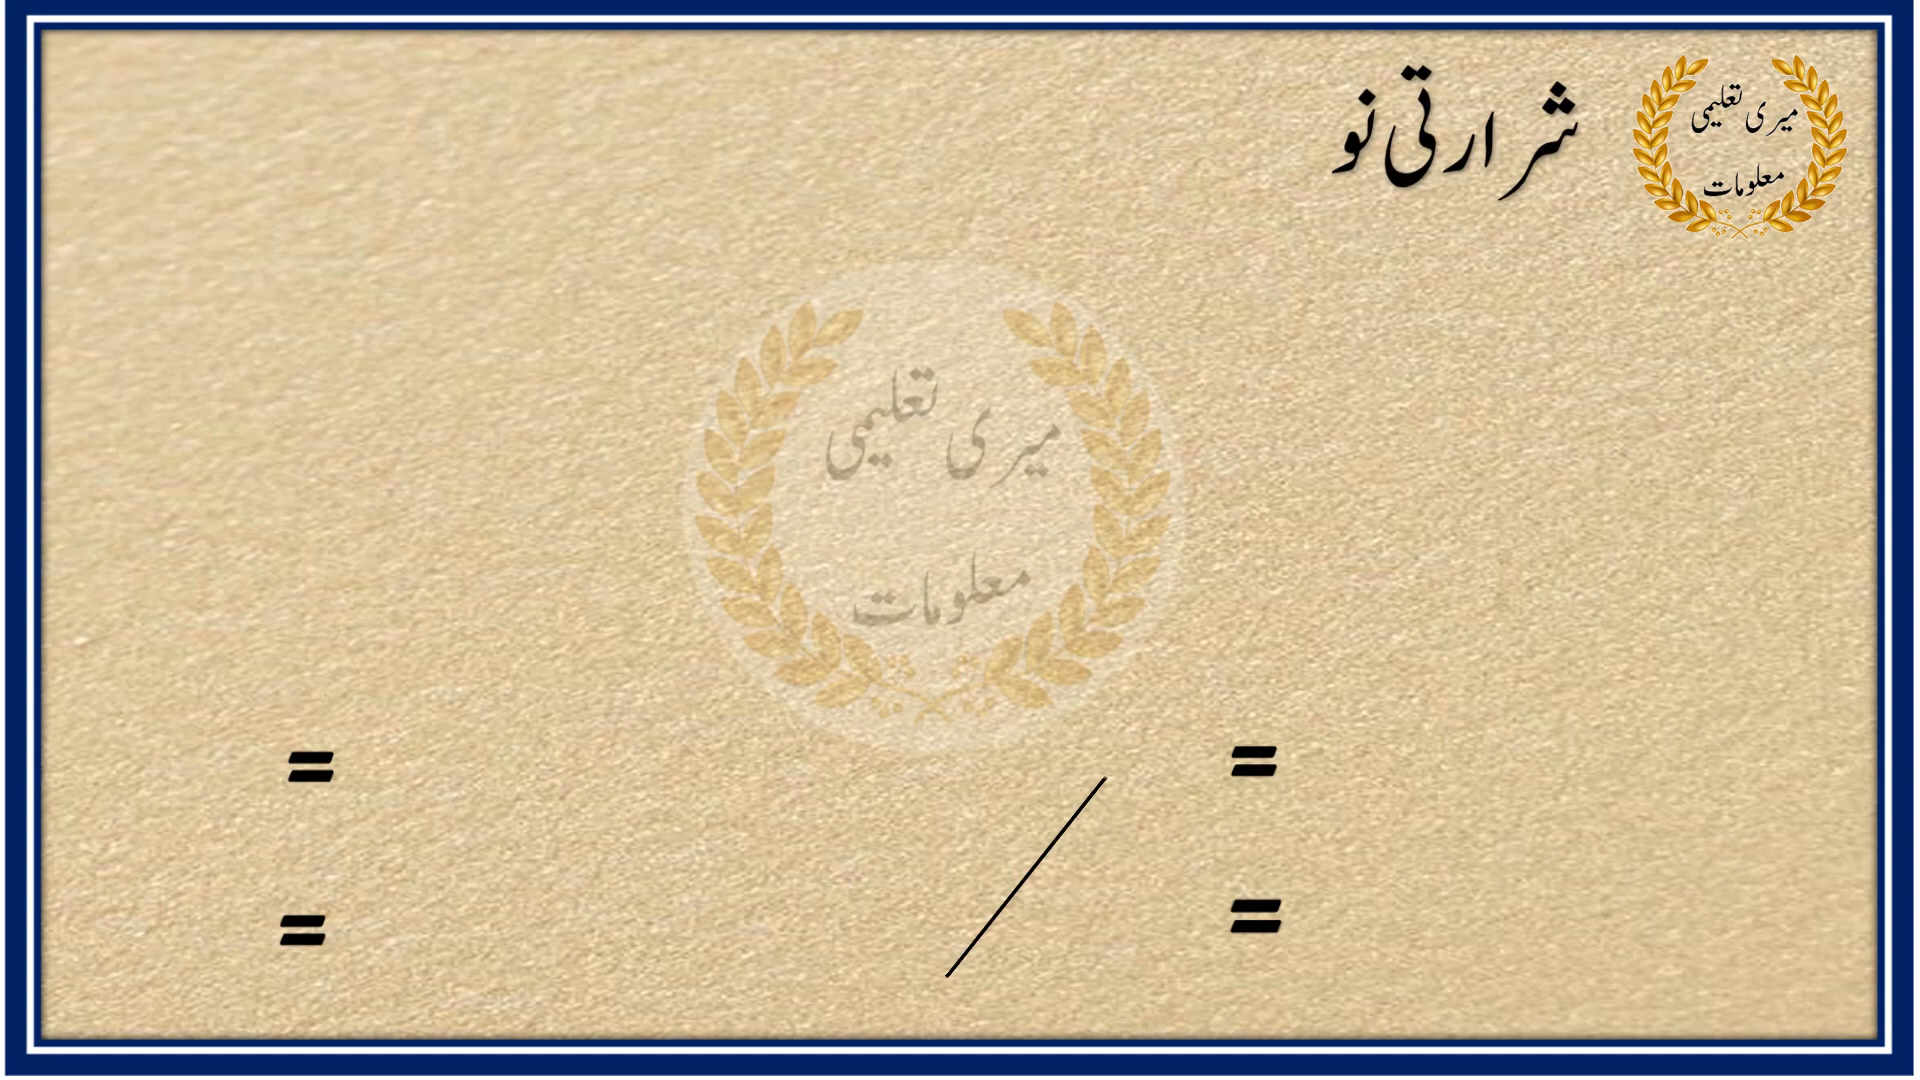 شرارتی نو
میری تعلیمی
معلومات
میری تعلیمی
معلومات
= =
= =